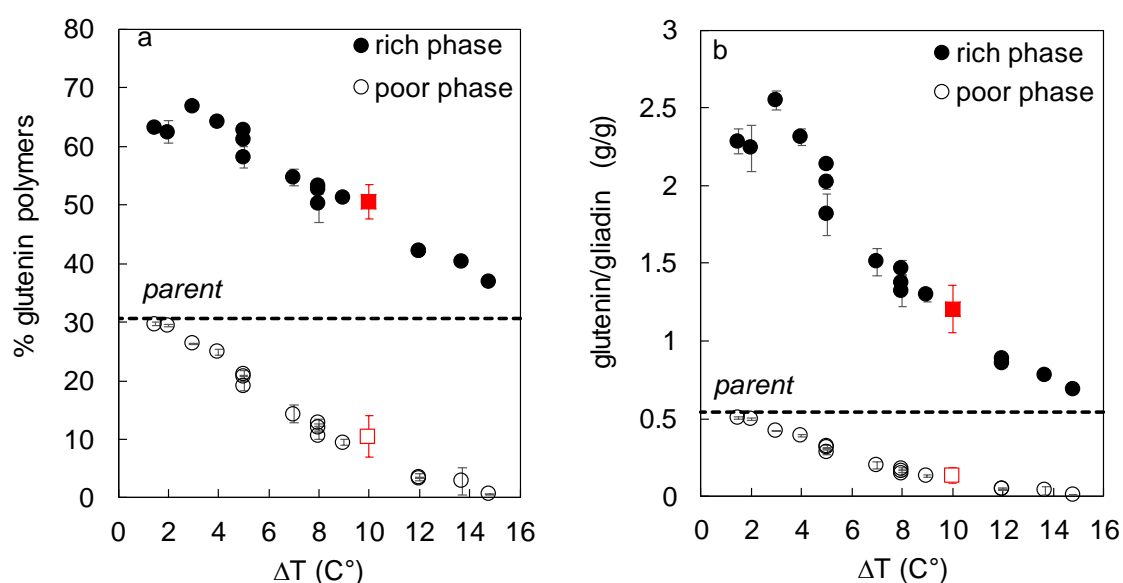 a
rich phase
poor phase
% glutenin polymers
80
70
60
50
40
30
20
10
0
parent
0 2 4 6 8 10 12 14 16
ΔT (C°)
b
rich phase
poor phase
glutenin/gliadin (g/g)
3
2.5
2
1.5
1
0.5
0
parent
0 2 4 6 8 10 12 14 16
ΔT (C°)